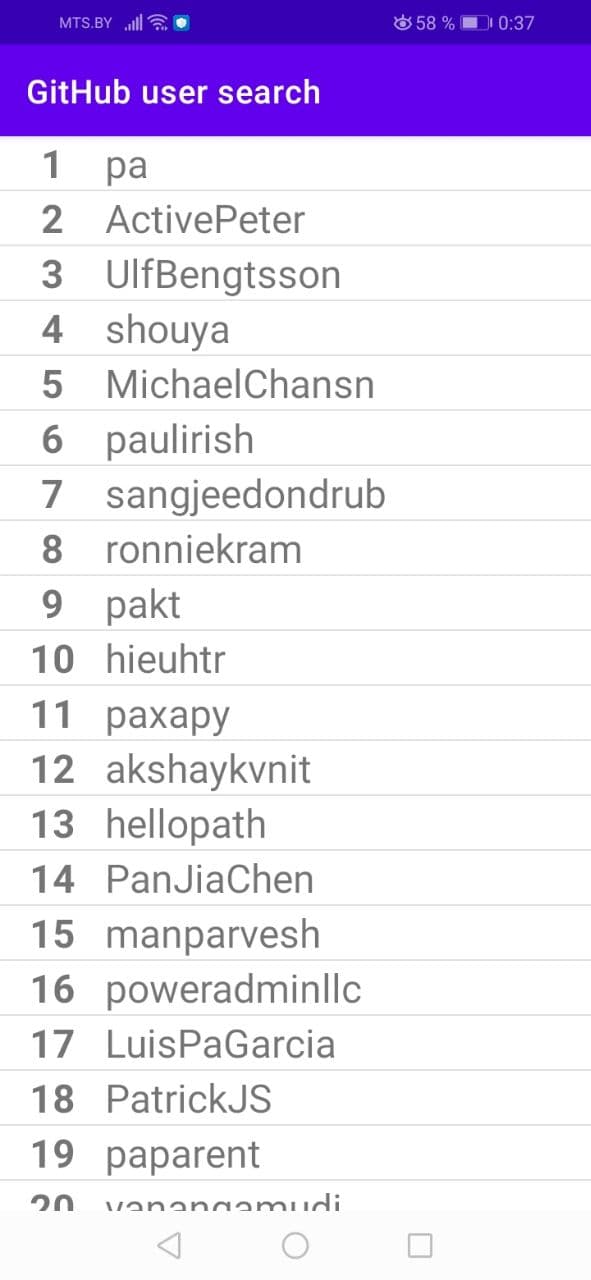 MTS.BY 58 % 0:37
GitHub user search
1 pa
2 ActivePeter
3 UlfBengtsson
4 shouya
5 MichaelChansn
6 paulirish
7 sangjeedondrub
8 ronniekram
9 pakt
10 hieuhtr
11 paxapy
12 akshaykvnit
13 hellopath
14 PanJiaChen
15 manparvesh
16 poweradminllc
17 LuisPaGarcia
18 PatrickJS
19 paparent
20 vanangamudi